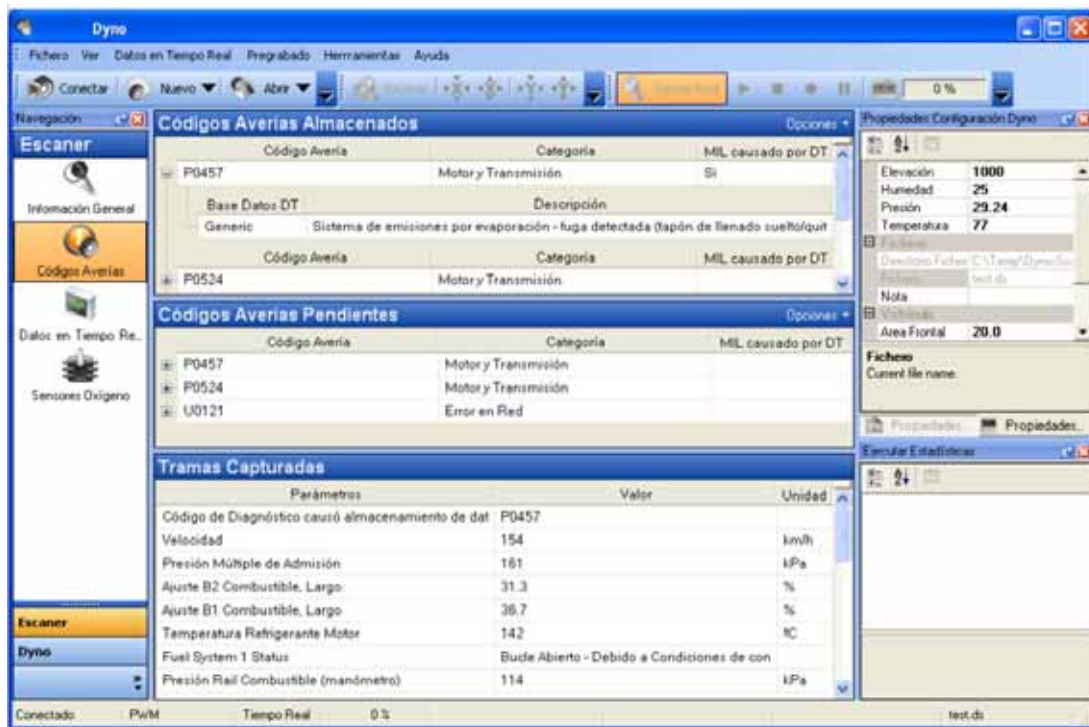 Dyno
Fichero Ver Datos en Tiempo Real Pregrabado Herrramientas Ayuda
Conectar Nuevo Abrir 0 %
Navegación
Escaner
Información General
Códigos Averías
Datos en Tiempo Re...
Sensores Oxígeno
Escaner
Dyno
Códigos Averías Almacenados Opciones
Código Avería Categoría MIL causado por DT
P0457 Motor y Transmisión Si
Base Datos DT Descripción
Generic Sistema de emisiones por evaporación - fuga detectada (tapón de llenado suelto/quit
Código Avería Categoría MIL causado por DT
P0524 Motor y Transmisión
Códigos Averías Pendientes Opciones
Código Avería Categoría MIL causado por DT
P0457 Motor y Transmisión
P0524 Motor y Transmisión
U0121 Error en Red
Tramas Capturadas
Parámetros Valor Unidad
Código de Diagnóstico causó almacenamiento de dat P0457
Velocidad 154 km/h
Presión Múltiple de Admisión 161 kPa
Ajuste B2 Combustible, Largo 31.3 %
Ajuste B1 Combustible, Largo 36.7 %
Temperatura Refrigerante Motor 142 ºC
Fuel System 1 Status Bucle Abierto - Debido a Condiciones de con
Presión Rail Combustible (manómetro) 114 kPa
Propiedades Configuración Dyno
Elevación 1000
Humedad 25
Presión 29.24
Temperatura 77
Fichero
Directorio Ficher C:\Temp\Dyno-Sc
Fichero test.ds
Nota
Vehículo
Area Frontal 20.0
Fichero
Current file name.
Propiedades... Propiedades...
Ejecutar Estadísticas
Conectado PWM Tiempo Real 0 % test.ds